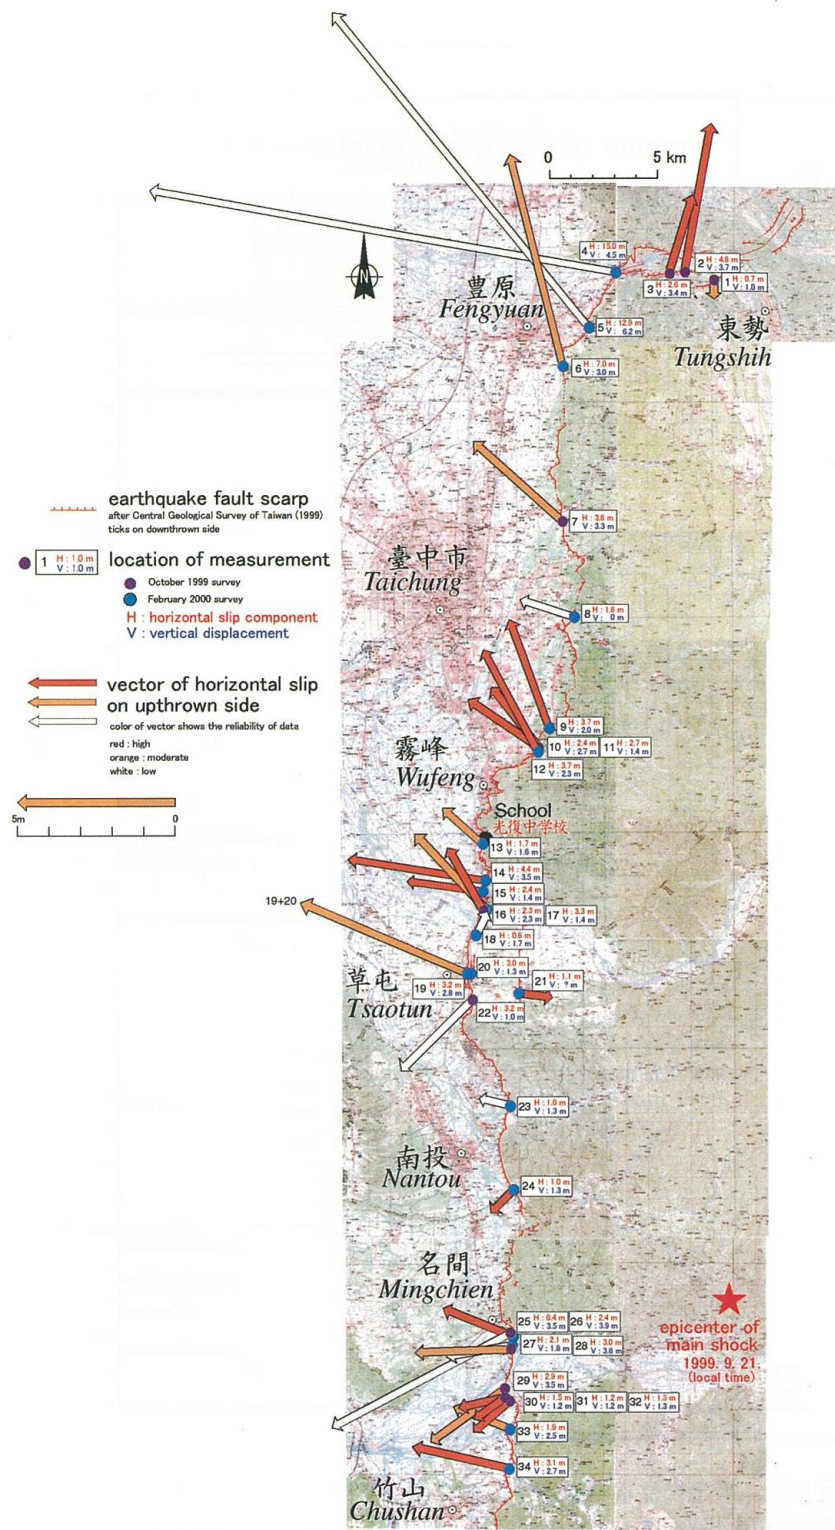 0 5 km
4 H : 15.0 m
V : 4.5 m
2 H : 4.8 m
V : 3.7 m
1 H : 0.7 m
V : 1.0 m
3 H : 2.6 m
V : 3.4 m
N
豊原
Fengyuan
5 H : 12.9 m
V : 6.2 m
東勢
Tungshih
6 H : 7.0 m
V : 3.0 m
earthquake fault scarp
after Central Geological Survey of Taiwan (1999)
ticks on downthrown side
1 H : 1.0 m
V : 1.0 m
location of measurement
October 1999 survey
February 2000 survey
H : horizontal slip component
V : vertical displacement
vector of horizontal slip
on upthrown side
color of vector shows the reliability of data
red : high
orange : moderate
white : low
5m 0
7 H : 3.8 m
V : 3.3 m
臺中市
Taichung
8 H : 1.8 m
V : 0 m
9 H : 3.7 m
V : 2.0 m
10 H : 2.4 m
V : 2.7 m
11 H : 2.7 m
V : 1.4 m
12 H : 3.7 m
V : 2.3 m
霧峰
Wufeng
School
光復中学校
13 H : 1.7 m
V : 1.6 m
14 H : 4.4 m
V : 3.5 m
15 H : 2.4 m
V : 1.4 m
16 H : 2.3 m
V : 2.3 m
17 H : 3.3 m
V : 1.4 m
18 H : 0.8 m
V : 1.7 m
19+20
20 H : 3.0 m
V : 1.3 m
19 H : 3.2 m
V : 2.8 m
21 H : 1.1 m
V : ? m
22 H : 3.2 m
V : 1.0 m
草屯
Tsaotun
23 H : 1.0 m
V : 1.3 m
南投
Nantou
24 H : 1.0 m
V : 1.3 m
名間
Mingchien
25 H : 6.4 m
V : 3.5 m
26 H : 2.4 m
V : 3.9 m
27 H : 2.1 m
V : 1.8 m
28 H : 3.0 m
V : 3.6 m
epicenter of
main shock
1999. 9. 21.
(local time)
29 H : 2.9 m
V : 3.5 m
30 H : 1.5 m
V : 1.2 m
31 H : 1.2 m
V : 1.2 m
32 H : 1.5 m
V : 1.3 m
33 H : 1.9 m
V : 2.5 m
34 H : 3.1 m
V : 2.7 m
竹山
Chushan